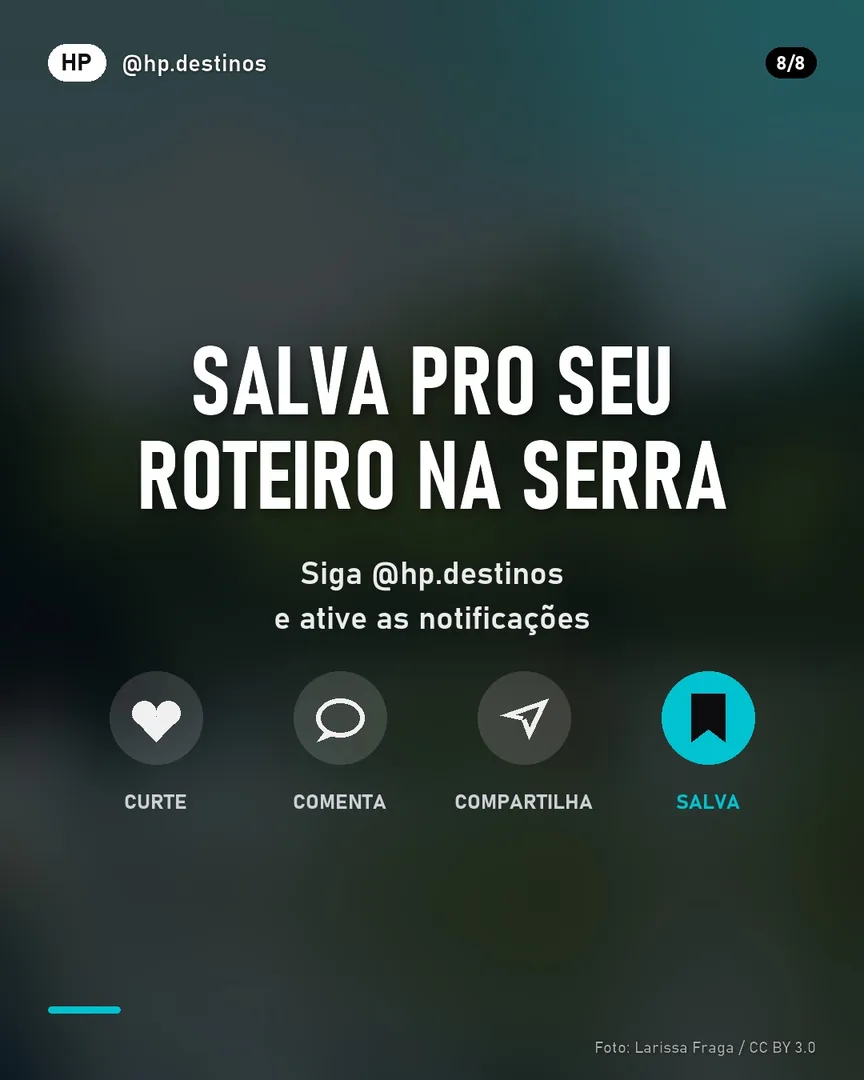 HP @hp.destinos 8/8
SALVA PRO SEU
ROTEIRO NA SERRA
Siga @hp.destinos
e ative as notificações
CURTE COMENTA COMPARTILHA SALVA
Foto: Larissa Fraga / CC BY 3.0